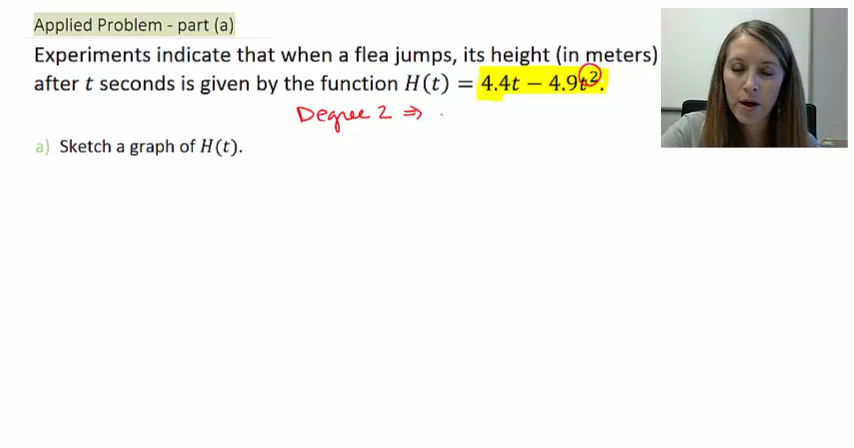 Applied Problem - part (a)
Experiments indicate that when a flea jumps, its height (in meters)
after t seconds is given by the function H(t) = 4.4t − 4.9t².
Degree 2 ⇒
a) Sketch a graph of H(t).